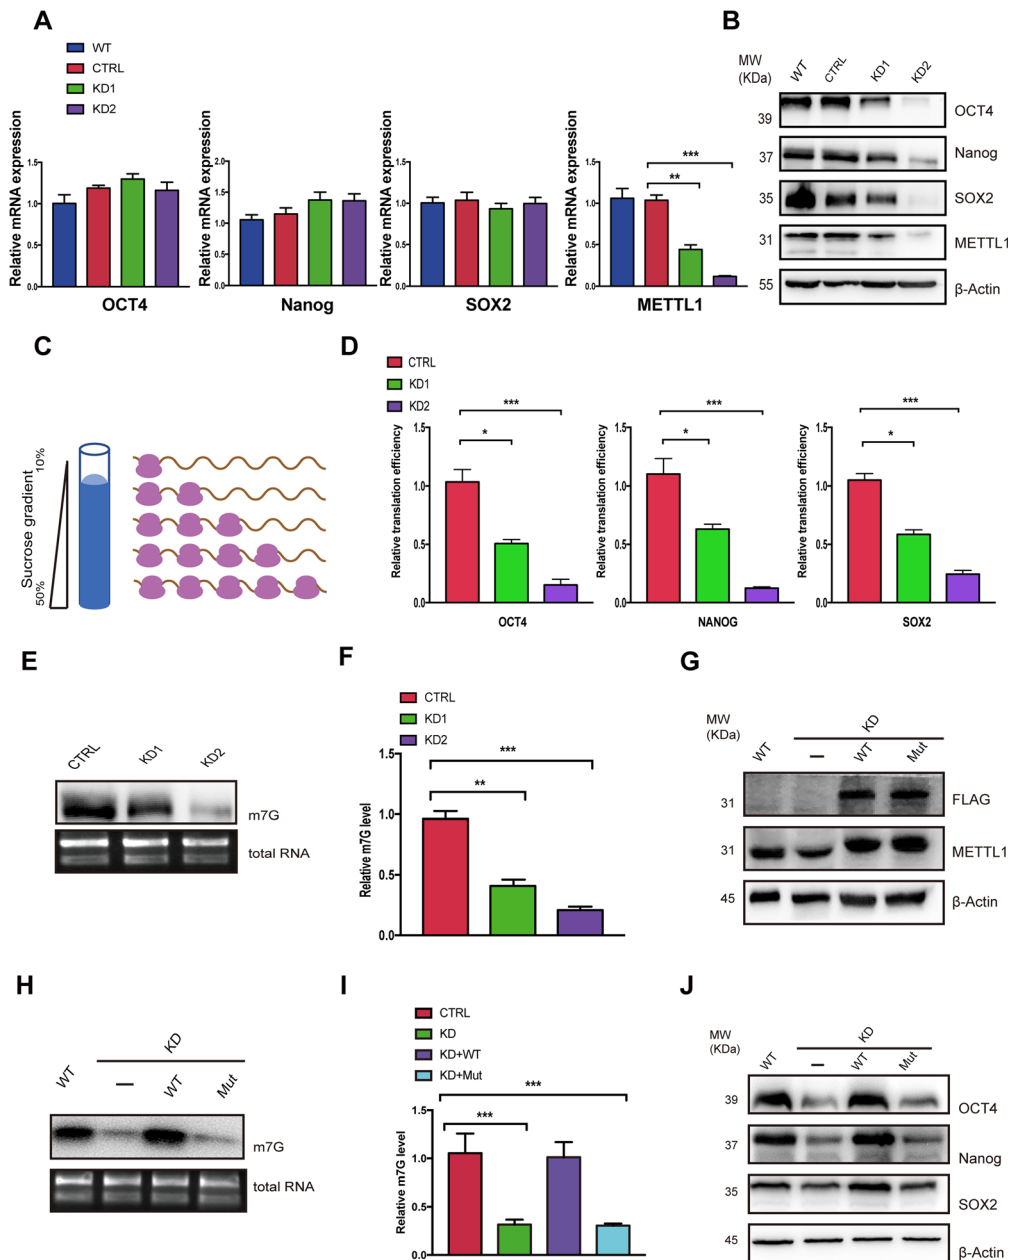 A
WT
CTRL
KD1
KD2
Relative mRNA expression
1.5
1.0
0.5
0.0
OCT4
Relative mRNA expression
2.0
1.5
1.0
0.5
0.0
Nanog
Relative mRNA expression
1.5
1.0
0.5
0.0
SOX2
Relative mRNA expression
1.5
1.0
0.5
0.0
***
**
METTL1
B
MW
(KDa)
WT
CTRL
KD1
KD2
39
OCT4
37
Nanog
35
SOX2
31
METTL1
55
β-Actin
C
Sucrose gradient
10%
50%
D
CTRL
KD1
KD2
Relative translation efficiency
1.5
1.0
0.5
0.0
***
*
OCT4
Relative translation efficiency
1.5
1.0
0.5
0.0
***
*
NANOG
Relative translation efficiency
1.5
1.0
0.5
0.0
***
*
SOX2
E
CTRL
KD1
KD2
m7G
total RNA
F
CTRL
KD1
KD2
Relative m7G level
1.5
1.0
0.5
0.0
***
**
G
MW
(KDa)
KD
WT
—
WT
Mut
31
FLAG
31
METTL1
45
β-Actin
H
KD
WT
—
WT
Mut
m7G
total RNA
I
CTRL
KD
KD+WT
KD+Mut
Relative m7G level
1.5
1.0
0.5
0.0
***
***
J
MW
(KDa)
KD
WT
—
WT
Mut
39
OCT4
37
Nanog
35
SOX2
45
β-Actin